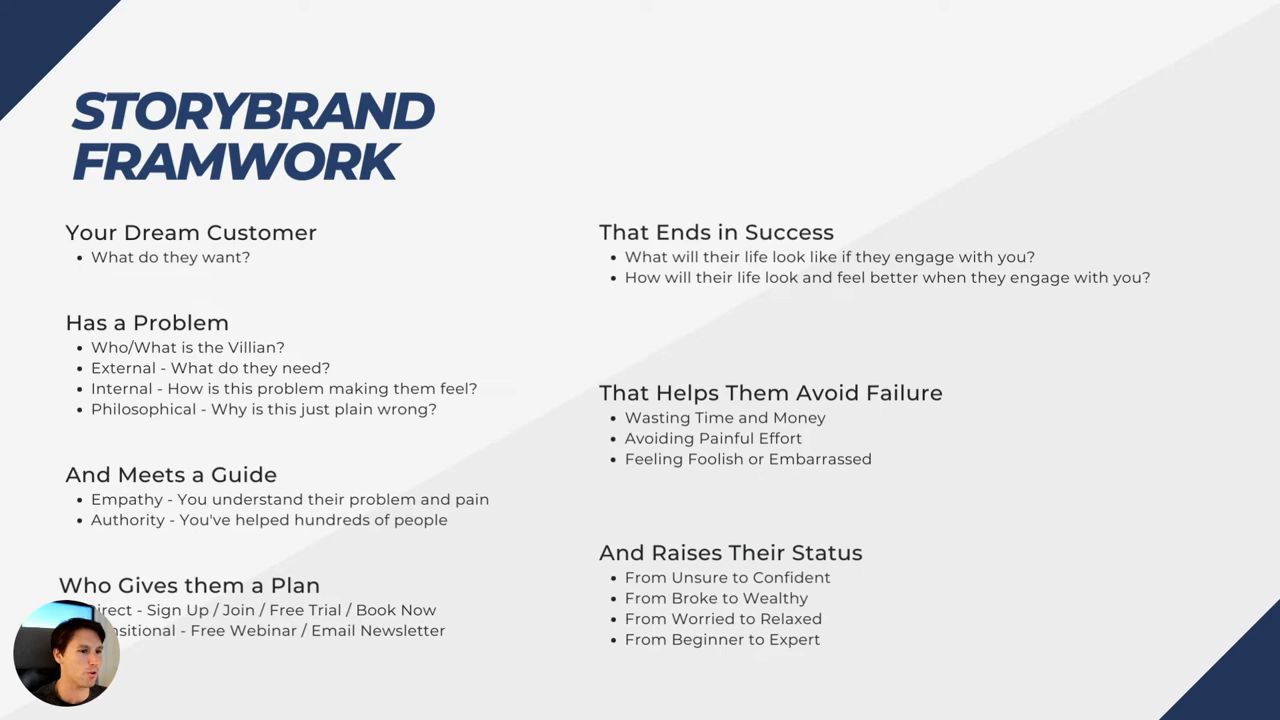 STORYBRAND
FRAMWORK
Your Dream Customer
• What do they want?
Has a Problem
• Who/What is the Villian?
• External - What do they need?
• Internal - How is this problem making them feel?
• Philosophical - Why is this just plain wrong?
And Meets a Guide
• Empathy - You understand their problem and pain
• Authority - You've helped hundreds of people
Who Gives them a Plan
- Sign Up / Join / Free Trial / Book Now
- Free Webinar / Email Newsletter
That Ends in Success
• What will their life look like if they engage with you?
• How will their life look and feel better when they engage with you?
That Helps Them Avoid Failure
• Wasting Time and Money
• Avoiding Painful Effort
• Feeling Foolish or Embarrassed
And Raises Their Status
• From Unsure to Confident
• From Broke to Wealthy
• From Worried to Relaxed
• From Beginner to Expert